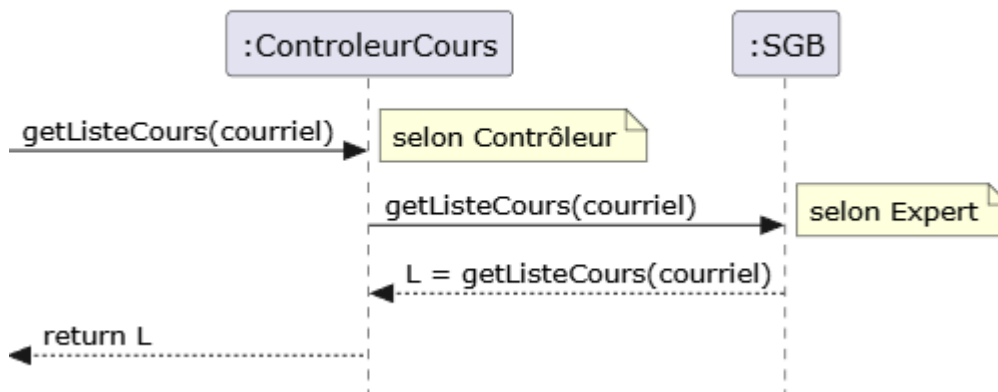 :ControleurCours
:SGB
getListeCours(courriel)
selon Contrôleur
getListeCours(courriel)
selon Expert
L = getListeCours(courriel)
return L